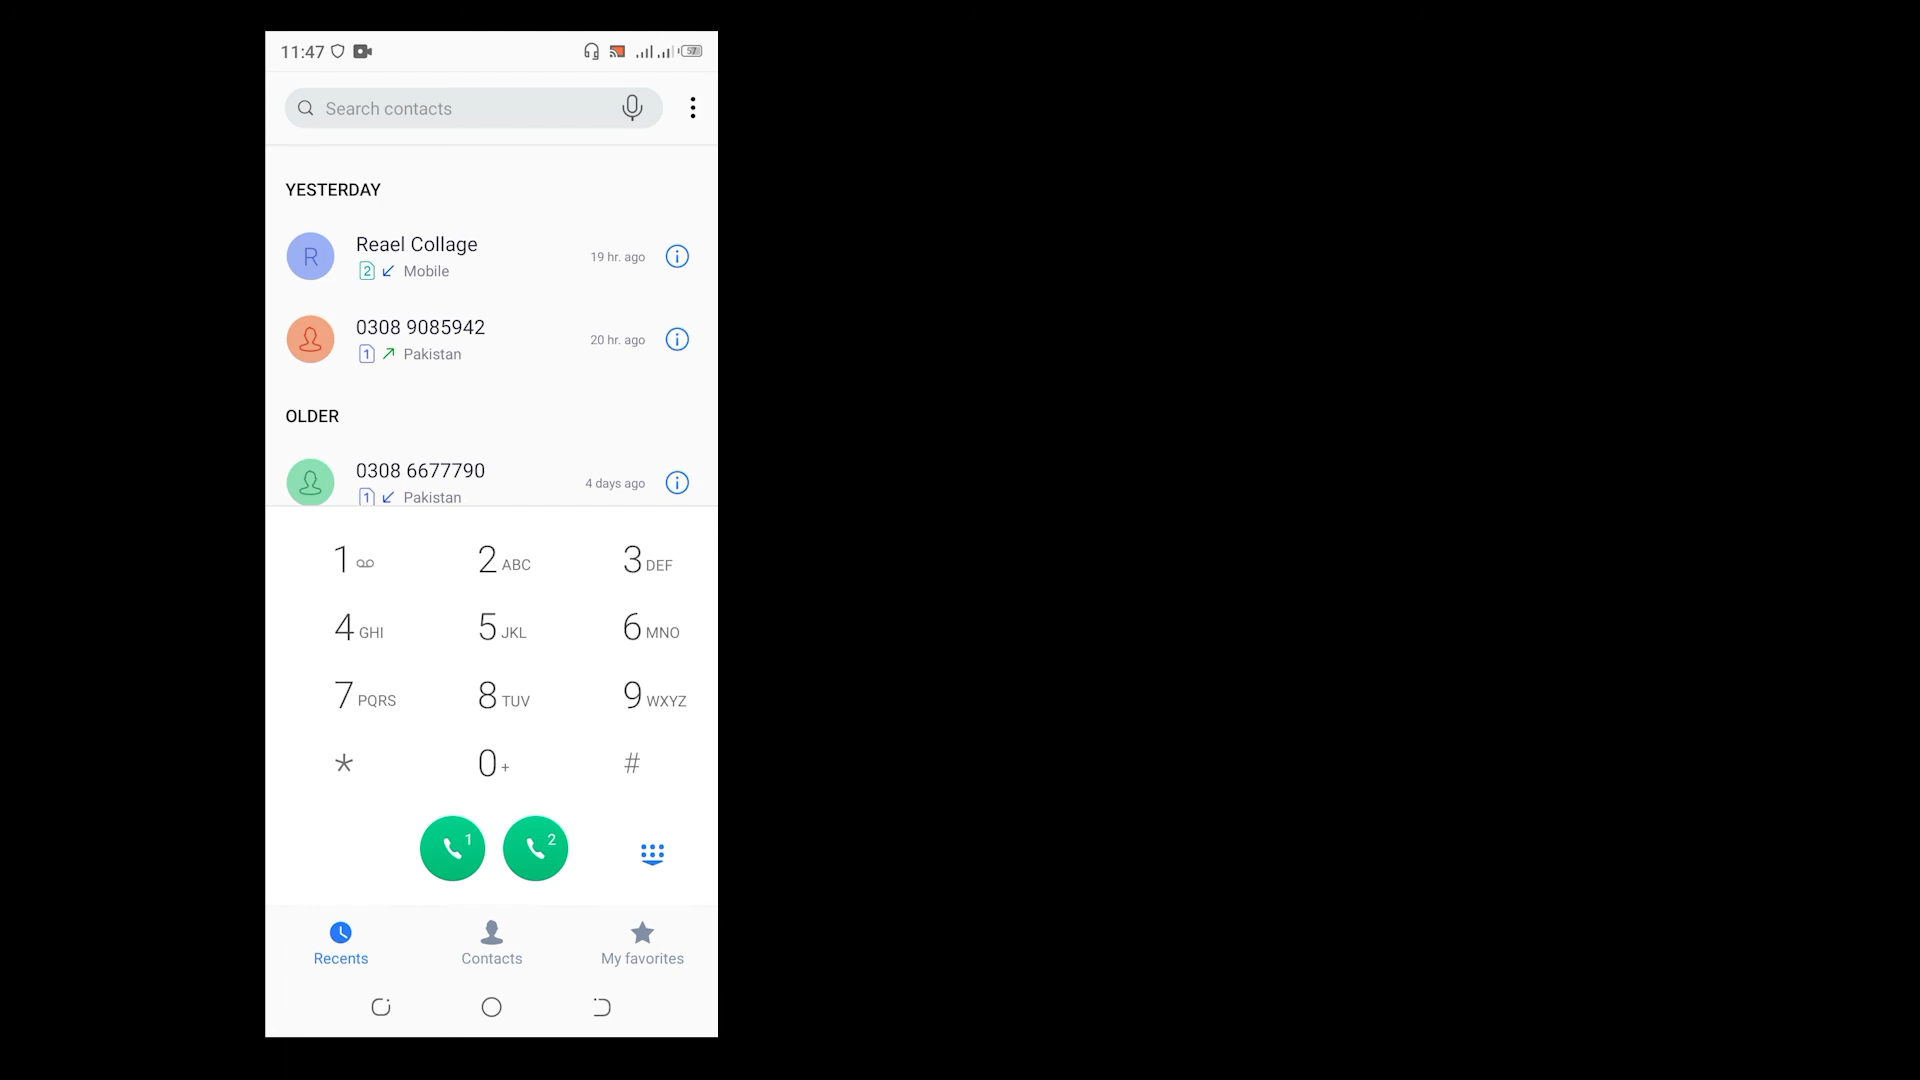 11:47
57
Search contacts
YESTERDAY
Reael Collage
19 hr. ago
2 Mobile
0308 9085942
20 hr. ago
1 Pakistan
OLDER
0308 6677790
4 days ago
1 Pakistan
1 2 ABC 3 DEF
4 GHI 5 JKL 6 MNO
7 PQRS 8 TUV 9 WXYZ
* 0 + #
1 2
Recents Contacts My favorites